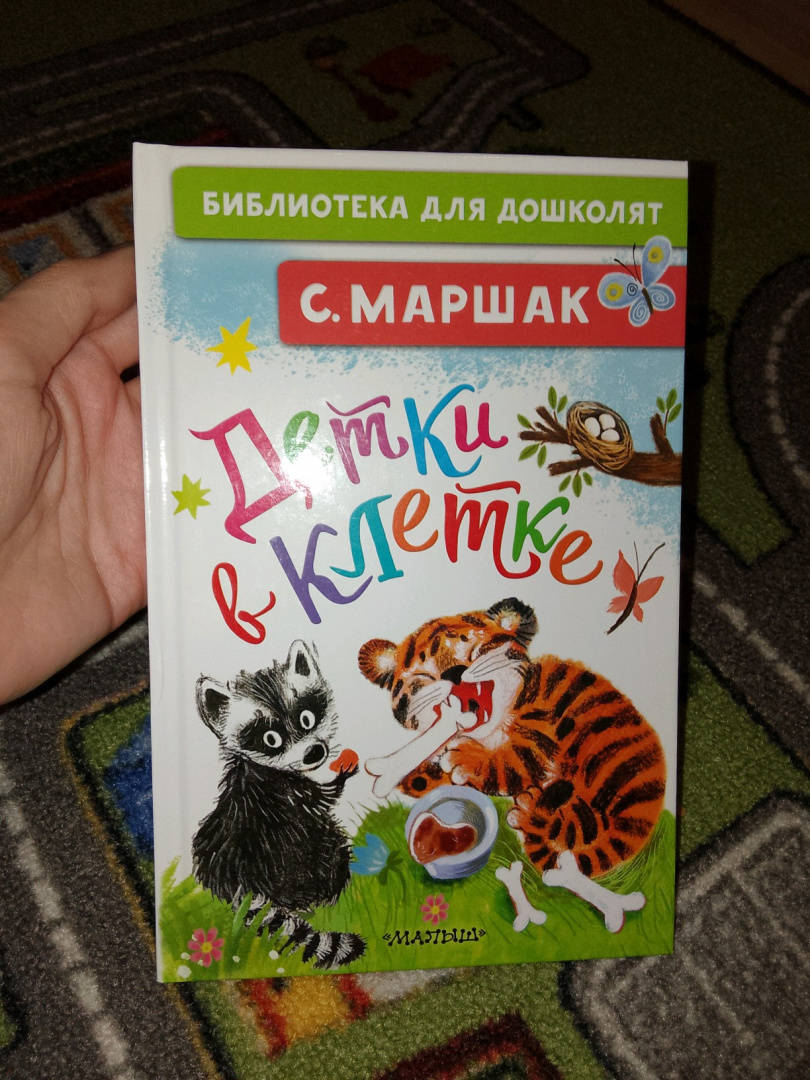 БИБЛИОТЕКА ДЛЯ ДОШКОЛЯТ
С. МАРШАК
Детки
в клетке
«МАЛЫШ»